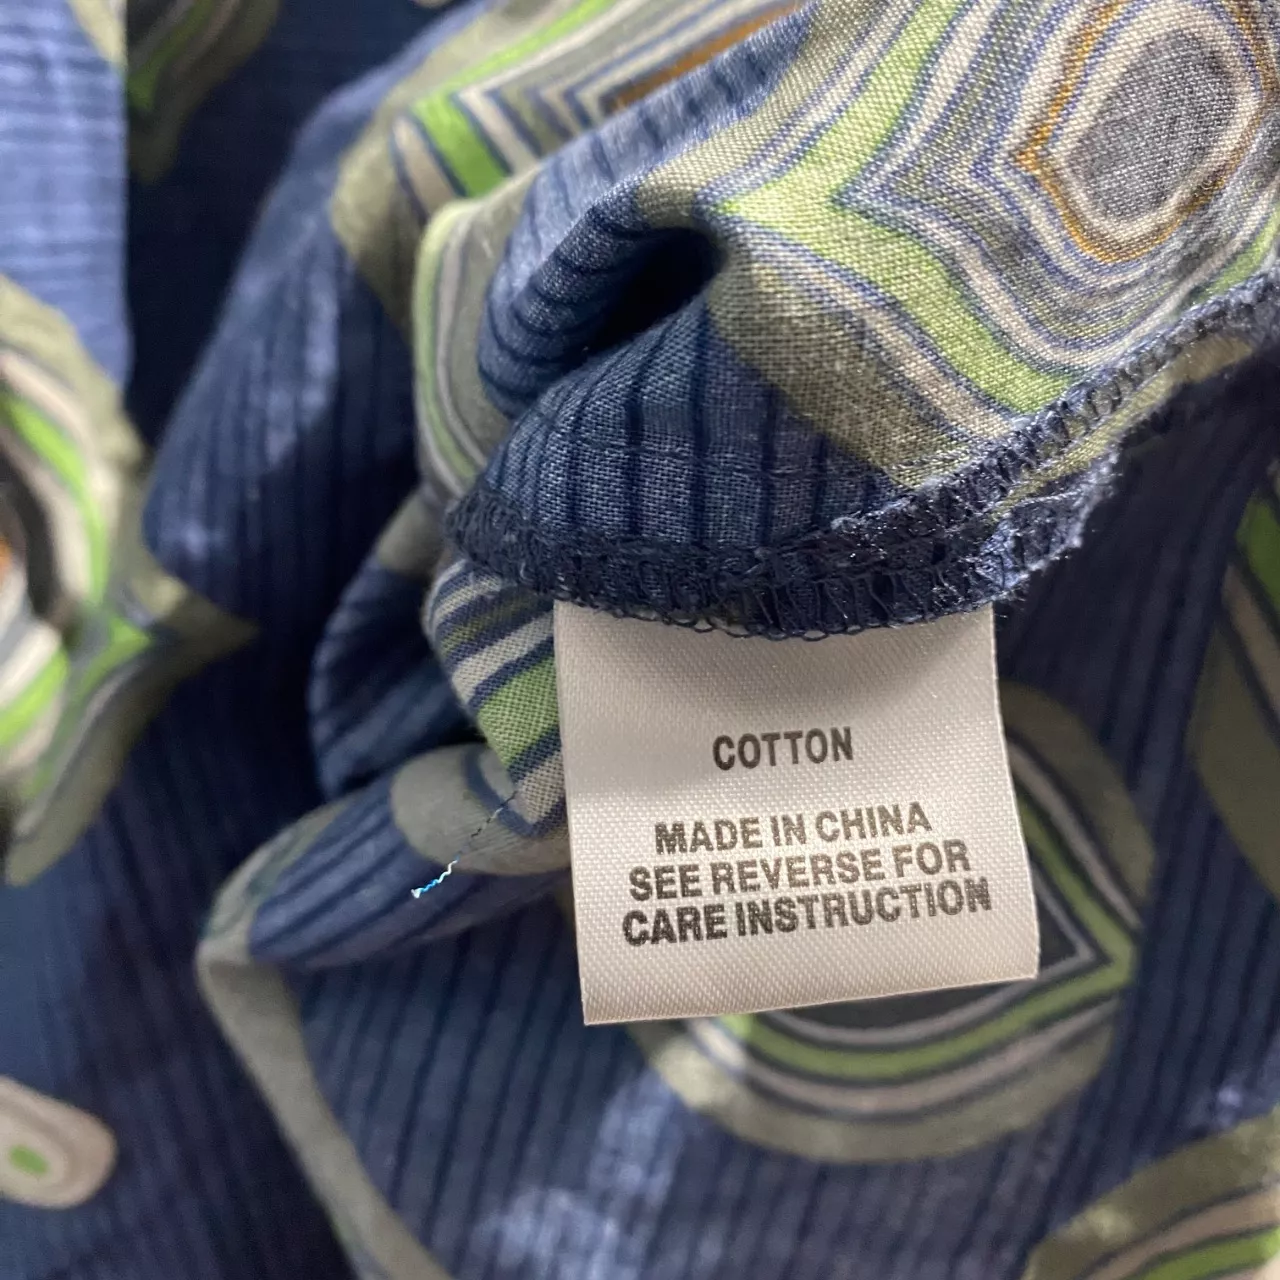 COTTON
MADE IN CHINA
SEE REVERSE FOR
CARE INSTRUCTION